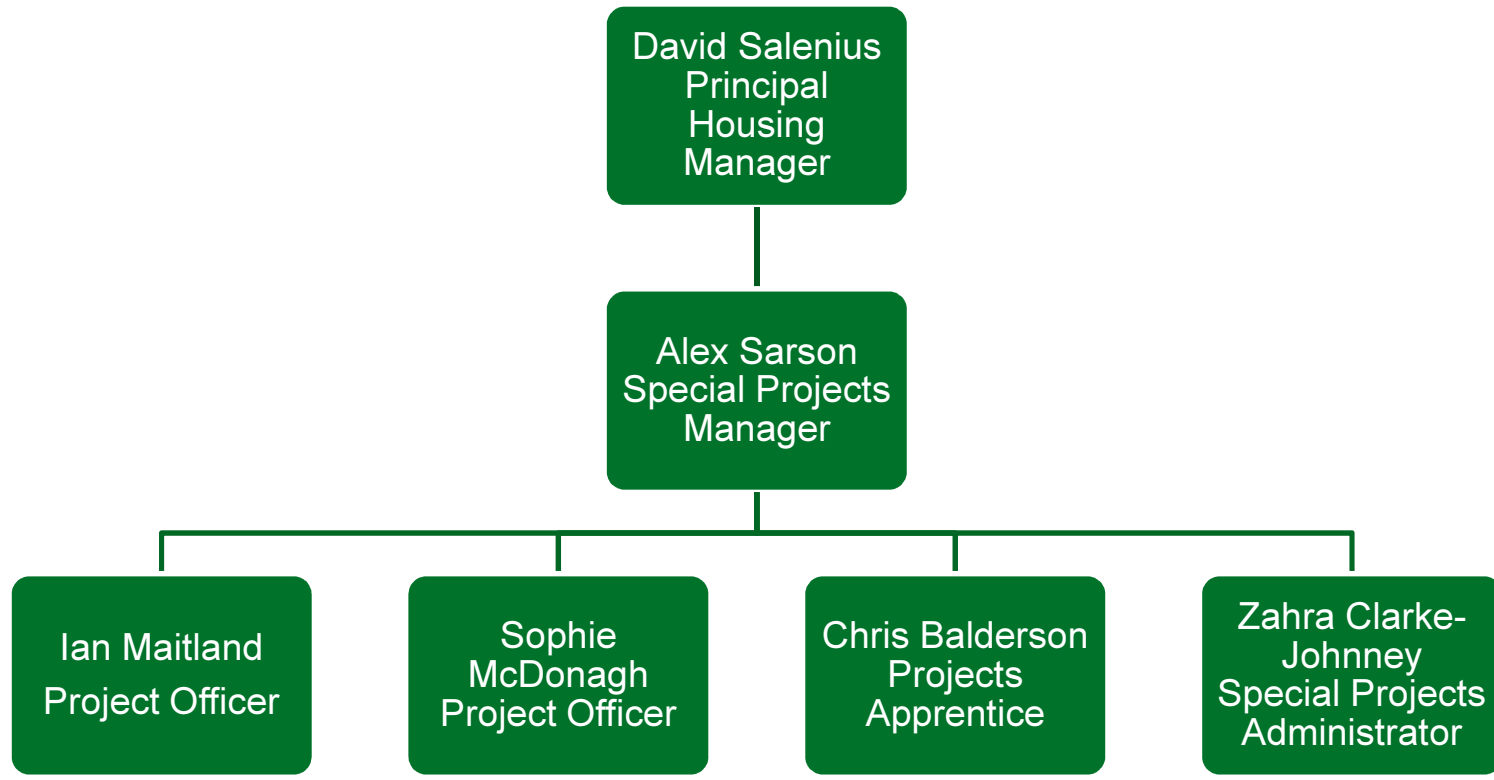 David Salenius
Principal
Housing
Manager
Alex Sarson
Special Projects
Manager
Ian Maitland
Project Officer
Sophie
McDonagh
Project Officer
Chris Balderson
Projects
Apprentice
Zahra Clarke-
Johnney
Special Projects
Administrator